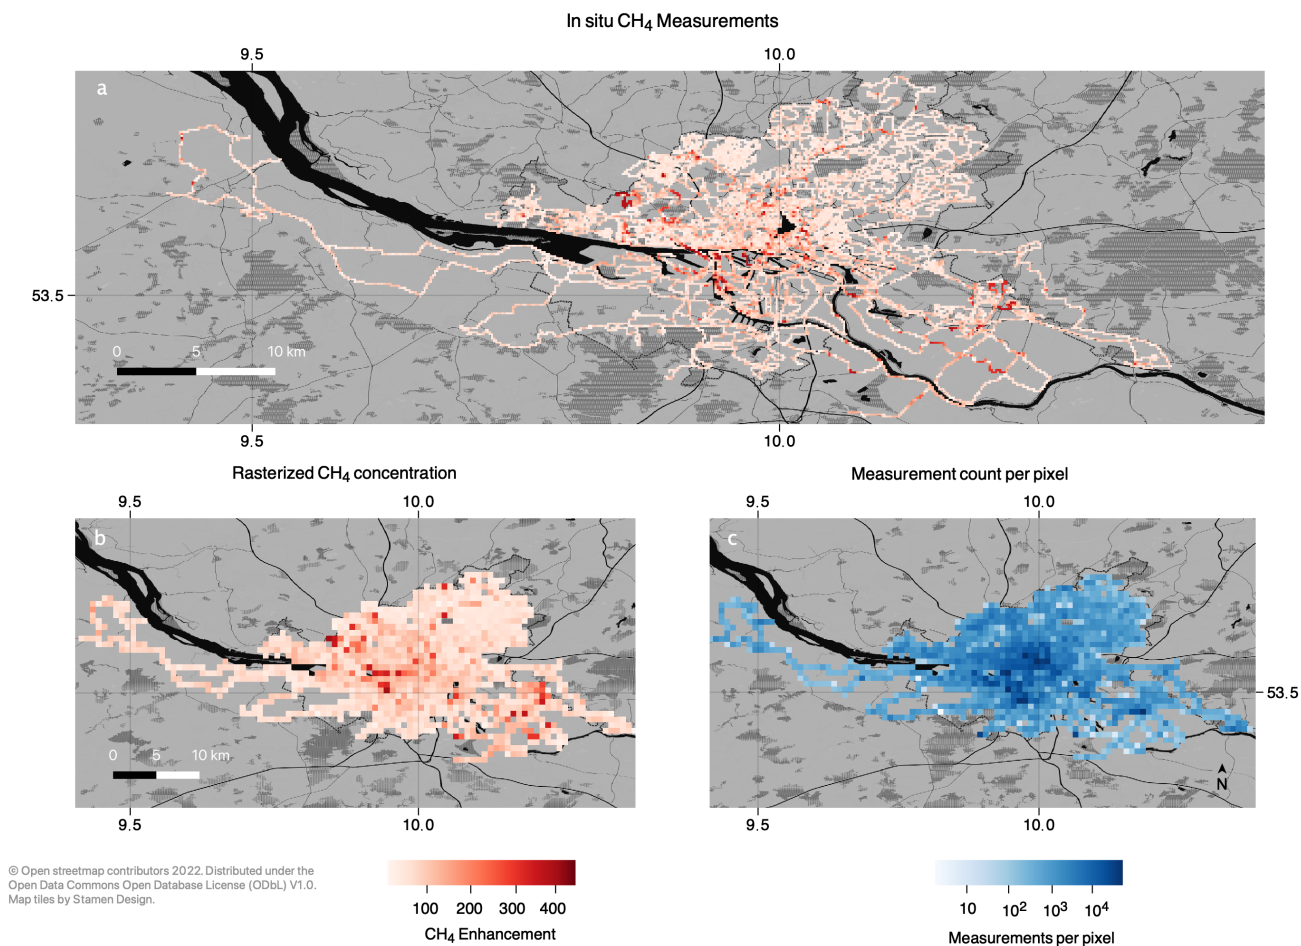 In situ CH₄ Measurements
9.5 10.0
a
53.5
0 5 10 km
9.5 10.0
Rasterized CH₄ concentration
Measurement count per pixel
9.5 10.0
9.5 10.0
b
c
53.5
0 5 10 km
N
9.5 10.0
9.5 10.0
© Open streetmap contributors 2022. Distributed under the
Open Data Commons Open Database License (ODbL) V1.0.
Map tiles by Stamen Design.
100 200 300 400
CH₄ Enhancement
10 10² 10³ 10⁴
Measurements per pixel